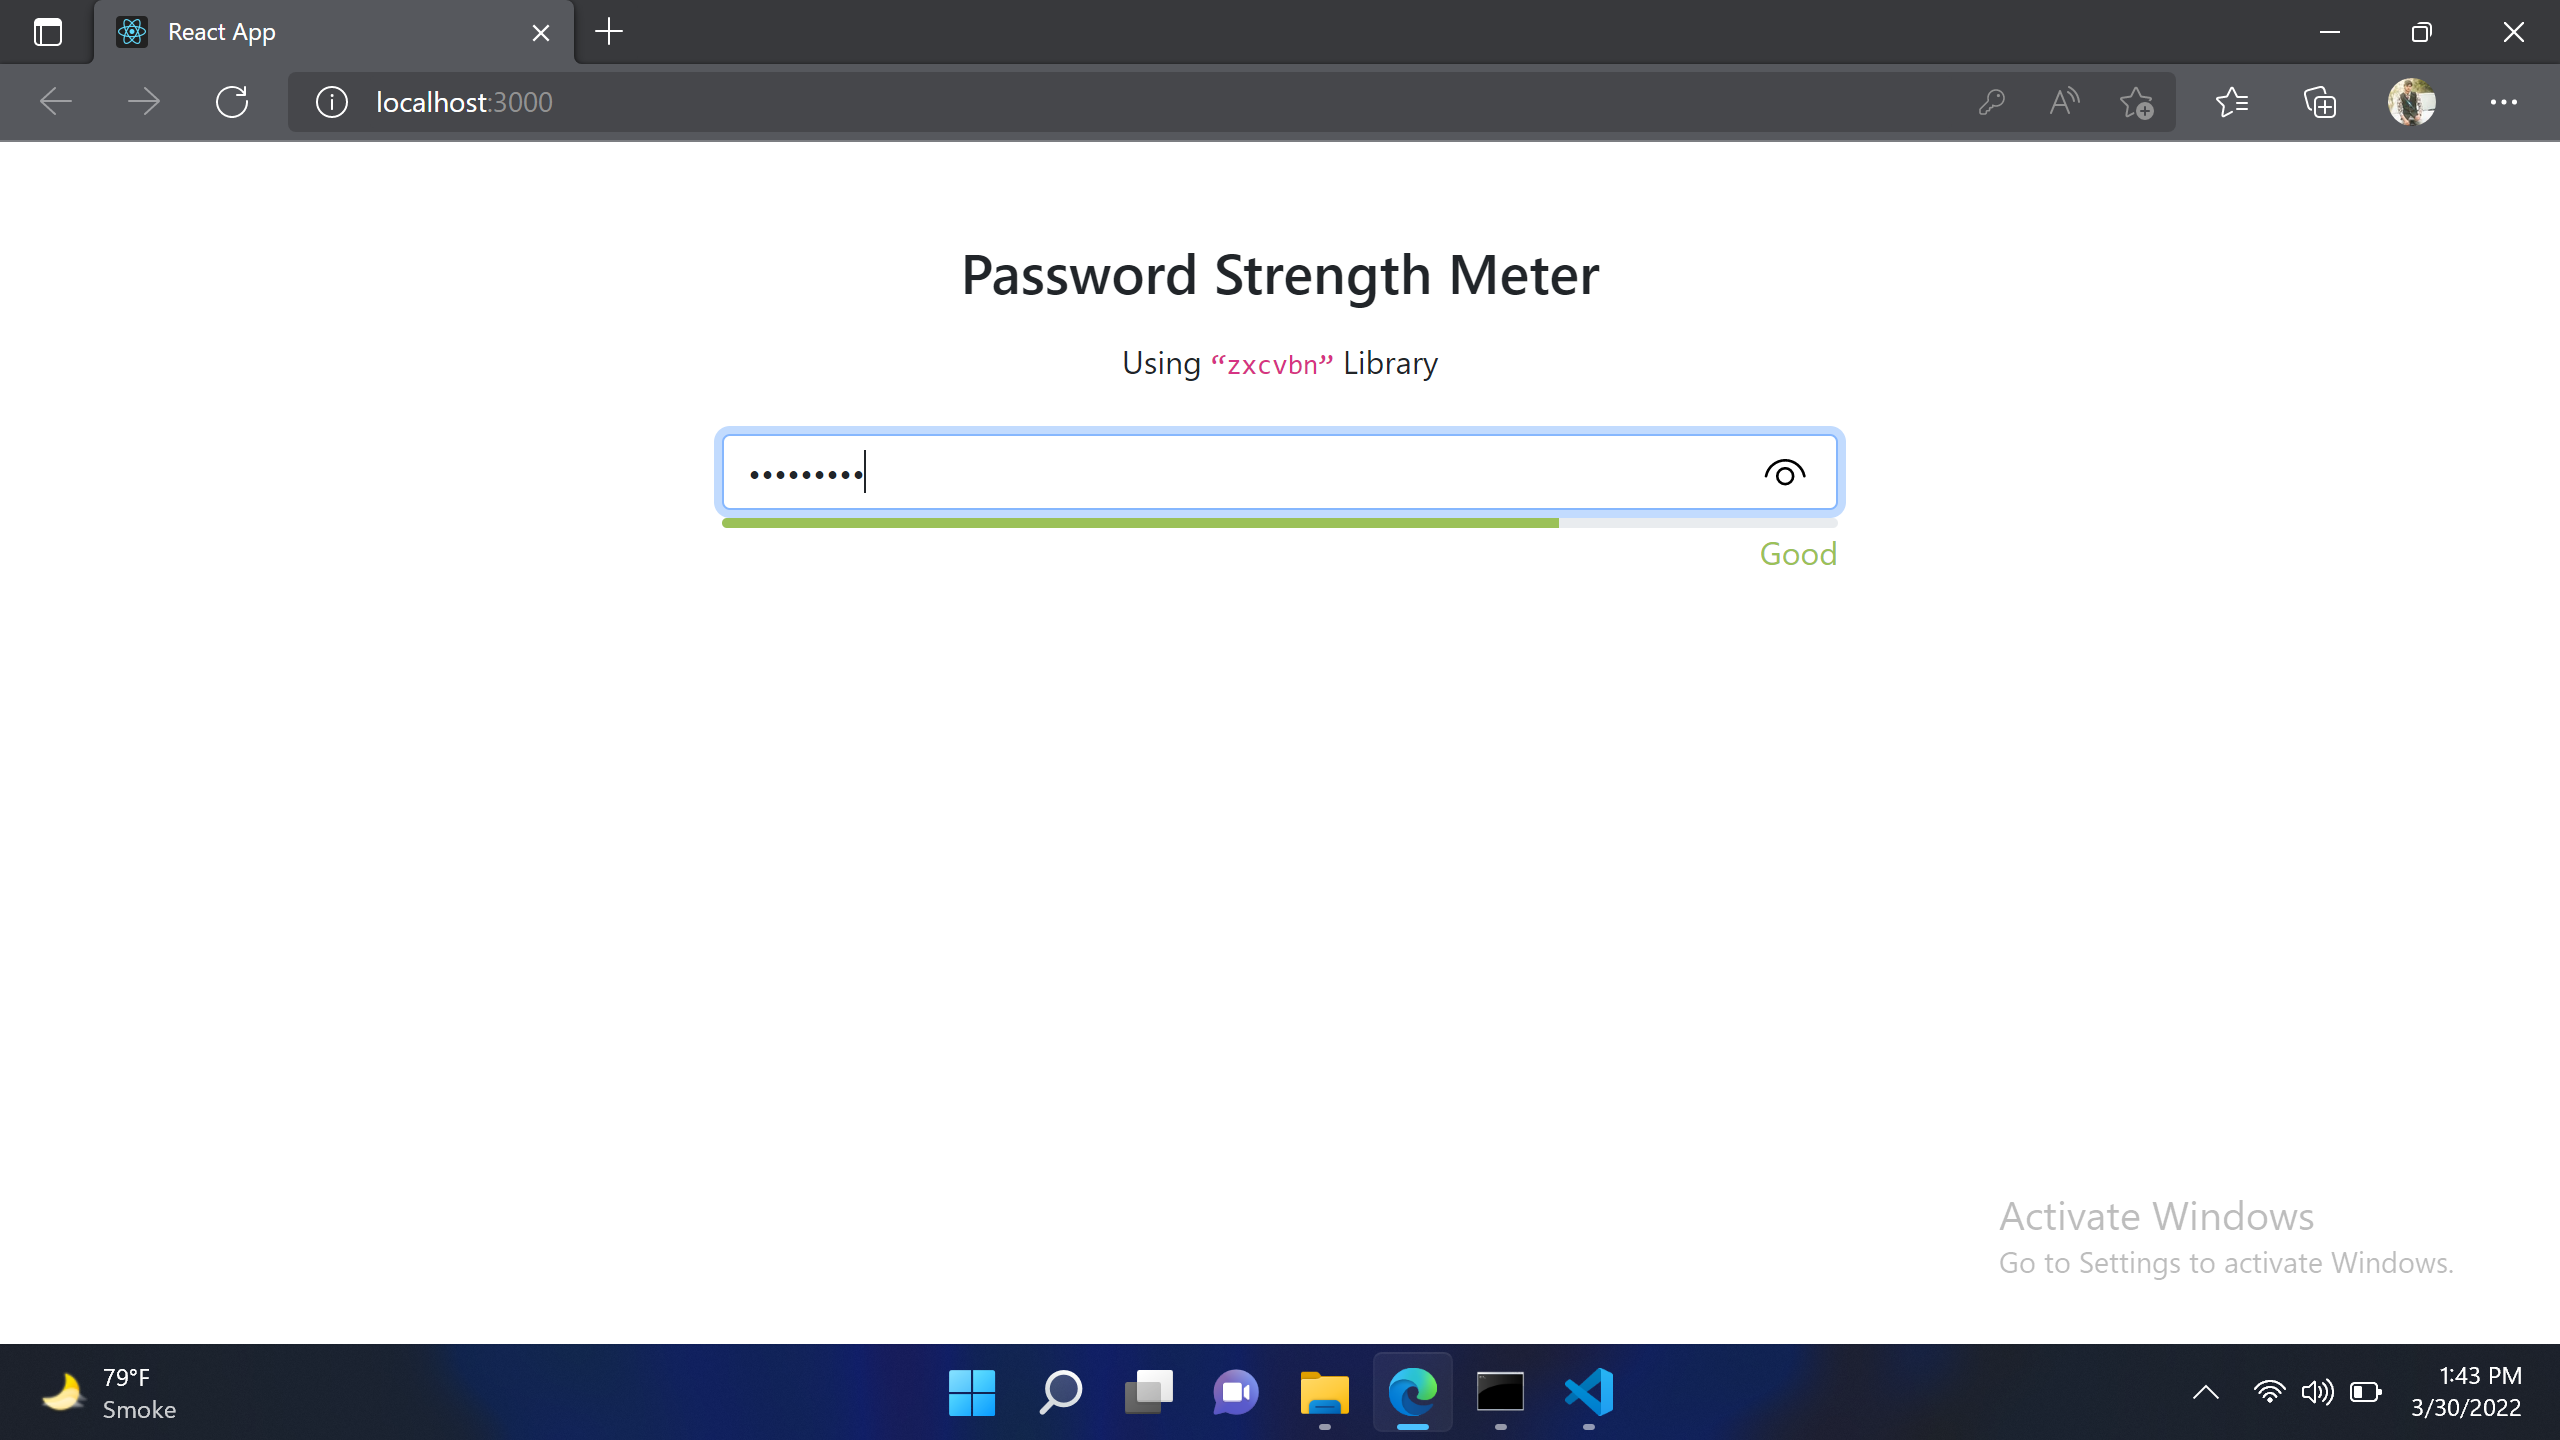 React App
localhost:3000
Password Strength Meter
Using “zxcvbn” Library
•••••••••
Good
Activate Windows
Go to Settings to activate Windows.
79°F
Smoke
1:43 PM
3/30/2022